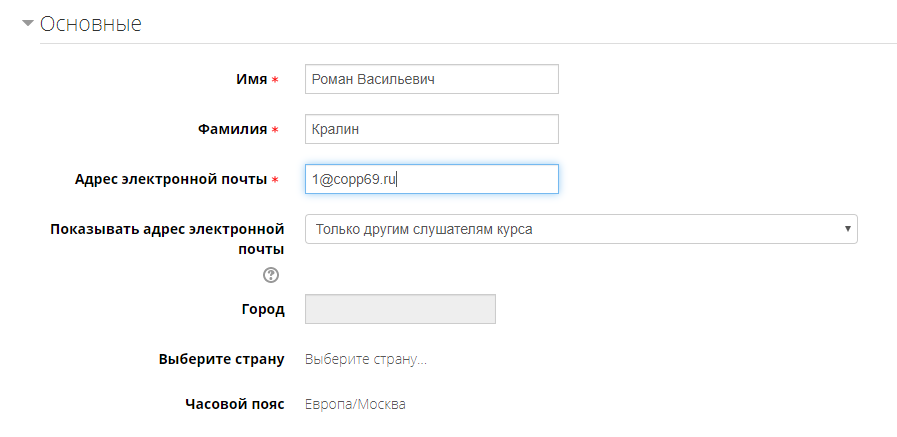 Основные
Имя *
Роман Васильевич
Фамилия *
Кралин
Адрес электронной почты *
1@copp69.ru
Показывать адрес электронной
почты
Только другим слушателям курса
?
Город
Выберите страну
Выберите страну...
Часовой пояс
Европа/Москва